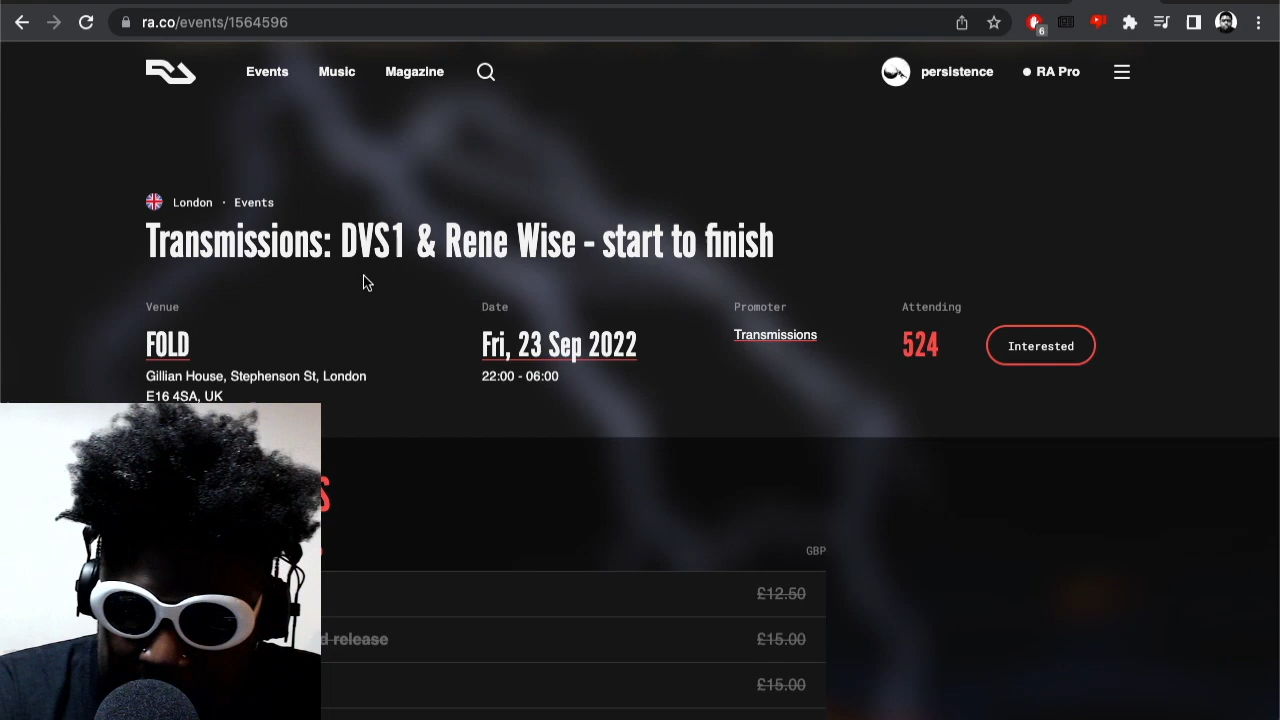 ra.co/events/1564596
6
Events Music Magazine
persistence RA Pro
London · Events
Transmissions: DVS1 & Rene Wise - start to finish
Venue Date Promoter Attending
FOLD Fri, 23 Sep 2022 Transmissions 524 Interested
Gillian House, Stephenson St, London 22:00 - 06:00
E16 4SA, UK
S
GBP
£12.50
d release £15.00
£15.00